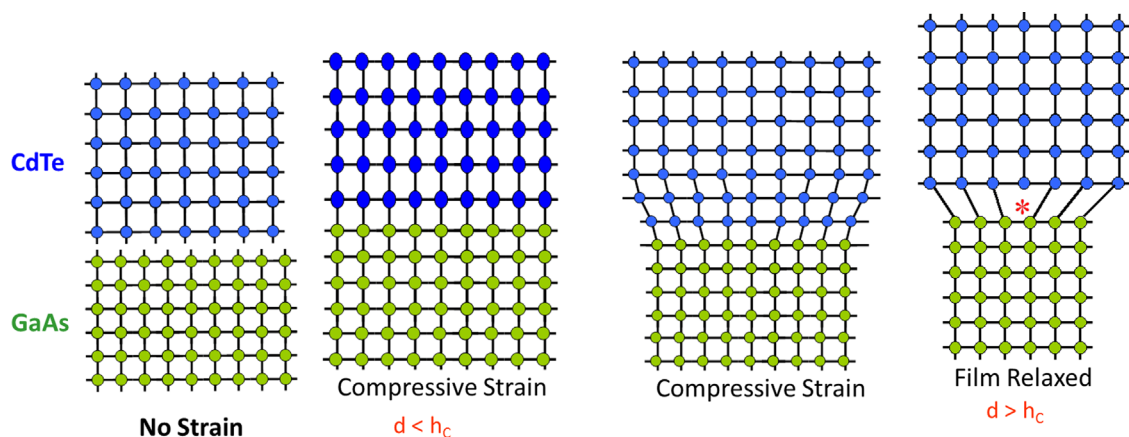 CdTe
GaAs
No Strain
Compressive Strain
d < hC
Compressive Strain
*
Film Relaxed
d > hC